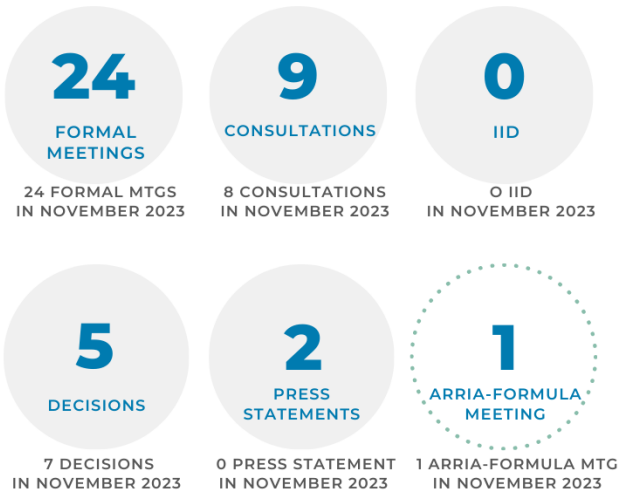 24
FORMAL
MEETINGS
24 FORMAL MTGS
IN NOVEMBER 2023
9
CONSULTATIONS
8 CONSULTATIONS
IN NOVEMBER 2023
0
IID
O IID
IN NOVEMBER 2023
5
DECISIONS
7 DECISIONS
IN NOVEMBER 2023
2
PRESS
STATEMENTS
0 PRESS STATEMENT
IN NOVEMBER 2023
1
ARRIA-FORMULA
MEETING
1 ARRIA-FORMULA MTG
IN NOVEMBER 2023